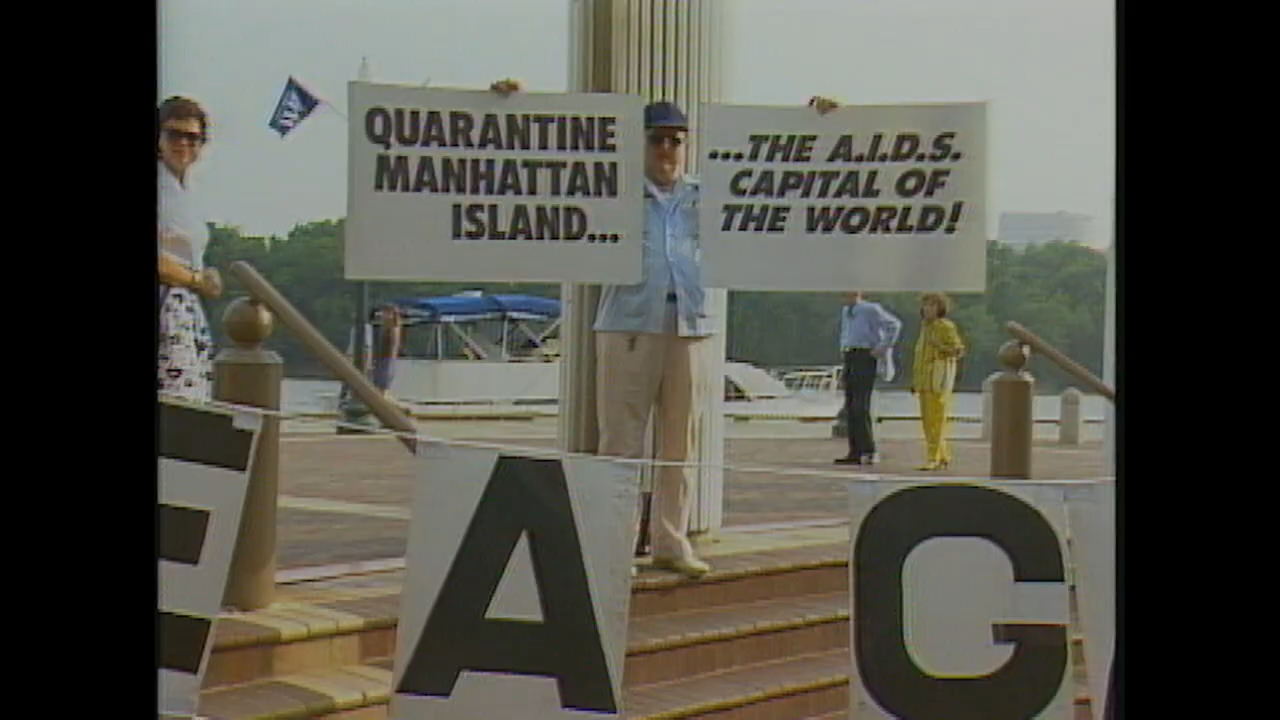 QUARANTINE
MANHATTAN
ISLAND...
...THE A.I.D.S.
CAPITAL OF
THE WORLD!
E A G